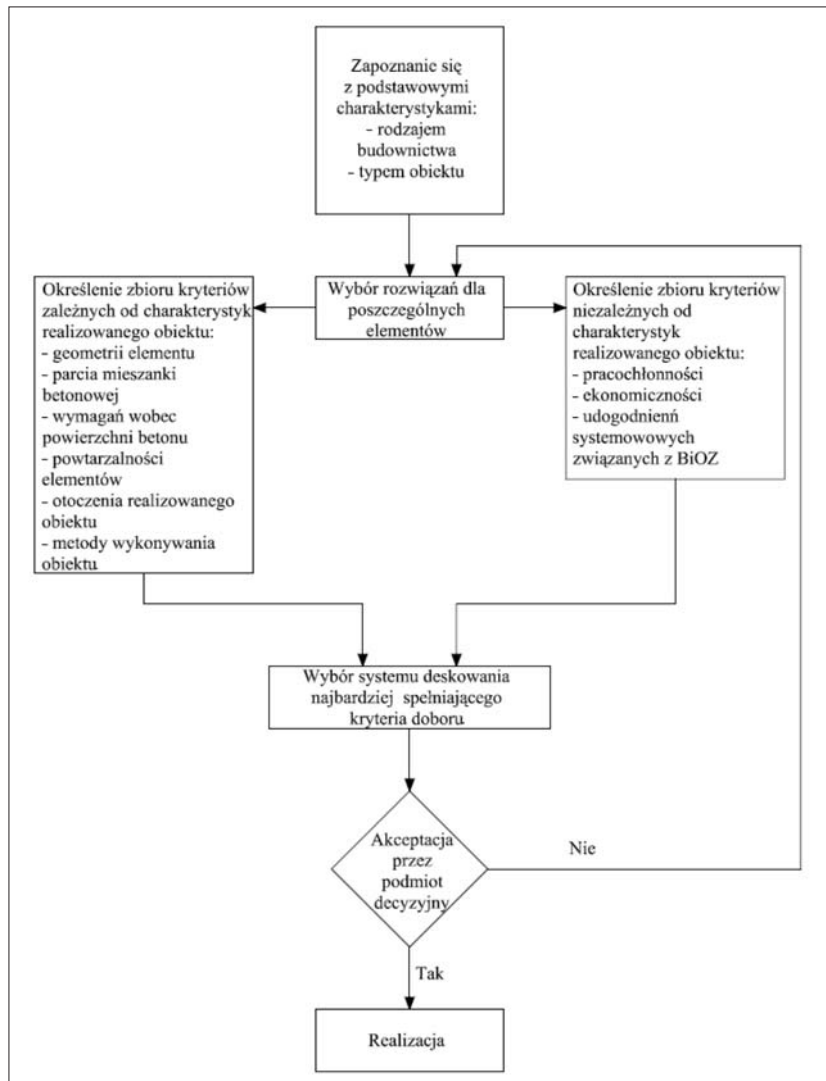 Zapoznanie się
z podstawowymi
charakterystykami:
- rodzajem
budownictwa
- typem obiektu
Określenie zbioru kryteriów
zależnych od charakterystyk
realizowanego obiektu:
- geometrii elementu
- parcia mieszanki
betonowej
- wymagań wobec
powierzchni betonu
- powtarzalności
elementów
- otoczenia realizowanego
obiektu
- metody wykonywania
obiektu
Wybór rozwiązań dla
poszczególnych
elementów
Określenie zbioru kryteriów
niezależnych od
charakterystyk
realizowanego obiektu:
- pracochłonności
- ekonomiczności
- udogodnienń
systemowowych
związanych z BiOZ
Wybór systemu deskowania
najbardziej spełniającego
kryteria doboru
Akceptacja
przez
podmiot
decyzyjny
Nie
Tak
Realizacja